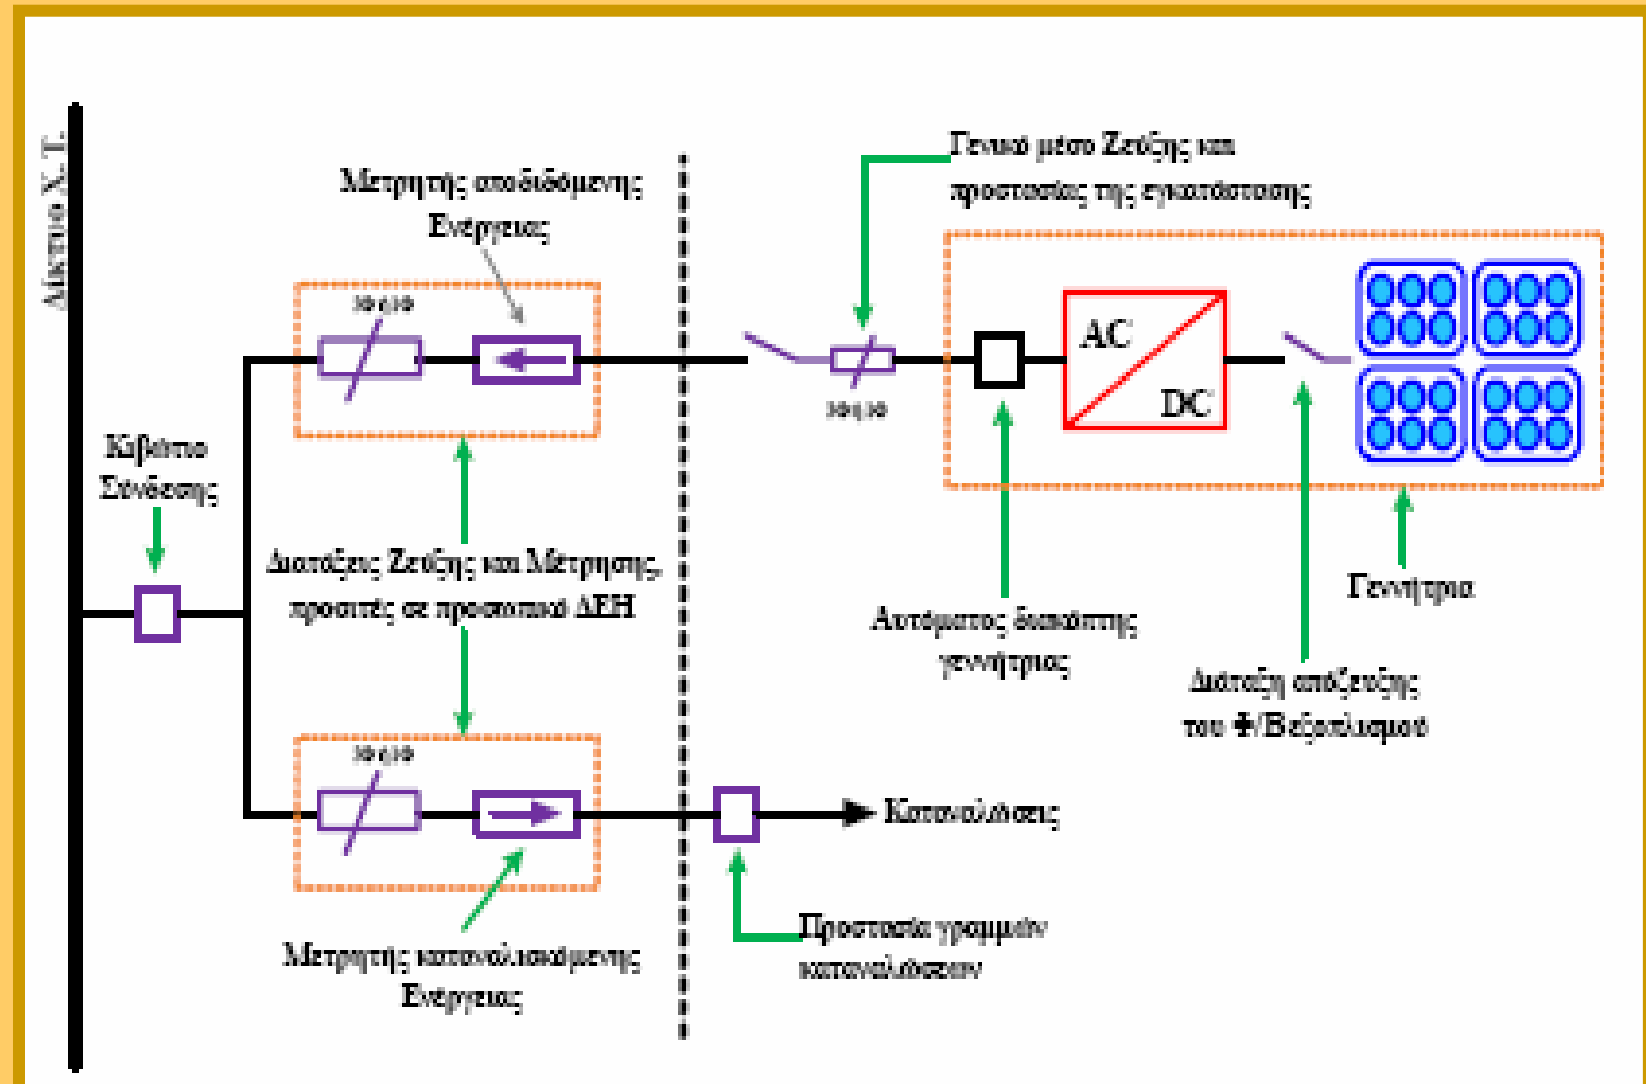 Δίκτυο Χ. Τ.
Μετρητής αποδιδόμενης
Ενέργειας
Γενικό μέσο Ζεύξης και
προστασίας της εγκατάστασης
AC
DC
Κιβώτιο
Σύνδεσης
Διατάξεις Ζεύξης και Μέτρησης,
προσιτές σε προσωπικό ΔΕΗ
Αυτόματος διακόπτης
γεννήτριας
Γεννήτρια
Διάταξη απόζευξης
του Φ/Βεξοπλισμού
Καταναλώσεις
Μετρητής καταναλισκόμενης
Ενέργειας
Προστασία γραμμών
καταναλώσεων